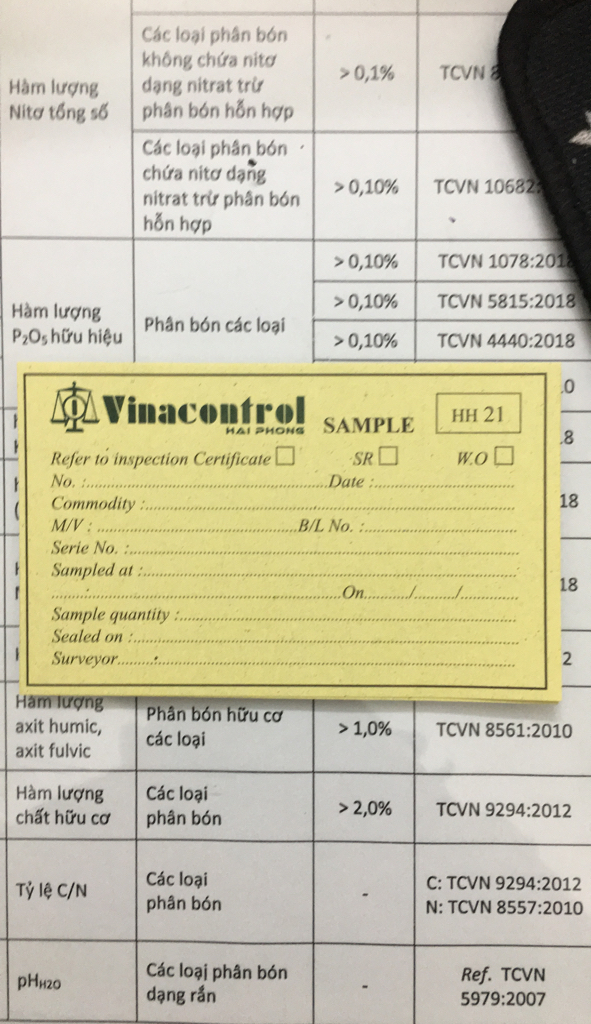 Các loại phân bón
không chứa nitơ
dạng nitrat trừ
phân bón hỗn hợp
Hàm lượng
Nitơ tổng số
> 0,1%
TCVN 8
Các loại phân bón
chứa nitơ dạng
nitrat trừ phân bón
hỗn hợp
> 0,10%
TCVN 10682:
Hàm lượng
P₂O₅ hữu hiệu
Phân bón các loại
> 0,10%
TCVN 1078:2018
> 0,10%
TCVN 5815:2018
> 0,10%
TCVN 4440:2018
.0
.8
18
18
2
Vinacontrol
HAI PHONG
SAMPLE
HH 21
Refer to inspection Certificate
SR
W.O
No. :..........Date :..........
Commodity :..........
M/V : ..........B/L No. :..........
Serie No. :..........
Sampled at :..........
..........On........../........../..........
Sample quantity :..........
Sealed on :..........
Surveyor..........
Hàm lượng
axit humic,
axit fulvic
Phân bón hữu cơ
các loại
> 1,0%
TCVN 8561:2010
Hàm lượng
chất hữu cơ
Các loại
phân bón
> 2,0%
TCVN 9294:2012
Tỷ lệ C/N
Các loại
phân bón
-
C: TCVN 9294:2012
N: TCVN 8557:2010
pHH2O
Các loại phân bón
dạng rắn
-
Ref. TCVN
5979:2007